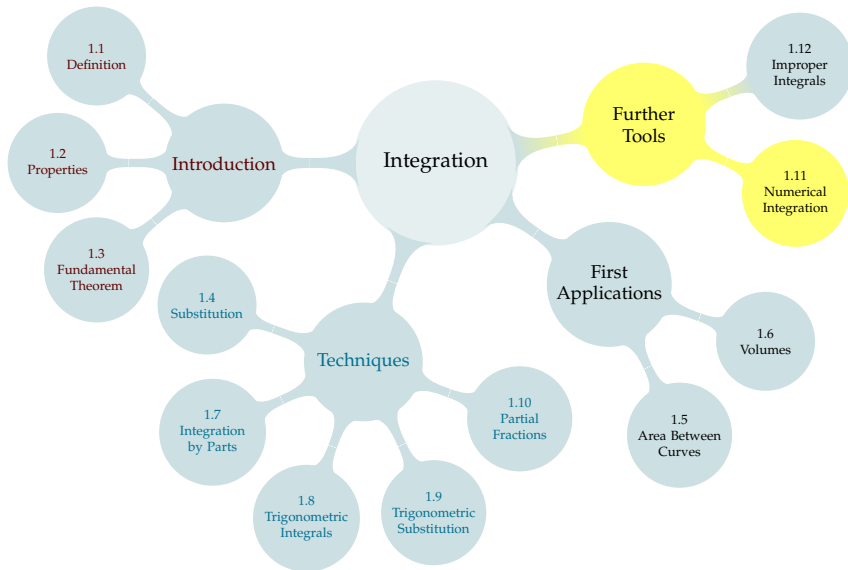 Integration
Introduction
1.1
Definition
1.2
Properties
1.3
Fundamental
Theorem
Techniques
1.4
Substitution
1.7
Integration
by Parts
1.8
Trigonometric
Integrals
1.9
Trigonometric
Substitution
1.10
Partial
Fractions
First
Applications
1.5
Area Between
Curves
1.6
Volumes
Further
Tools
1.11
Numerical
Integration
1.12
Improper
Integrals